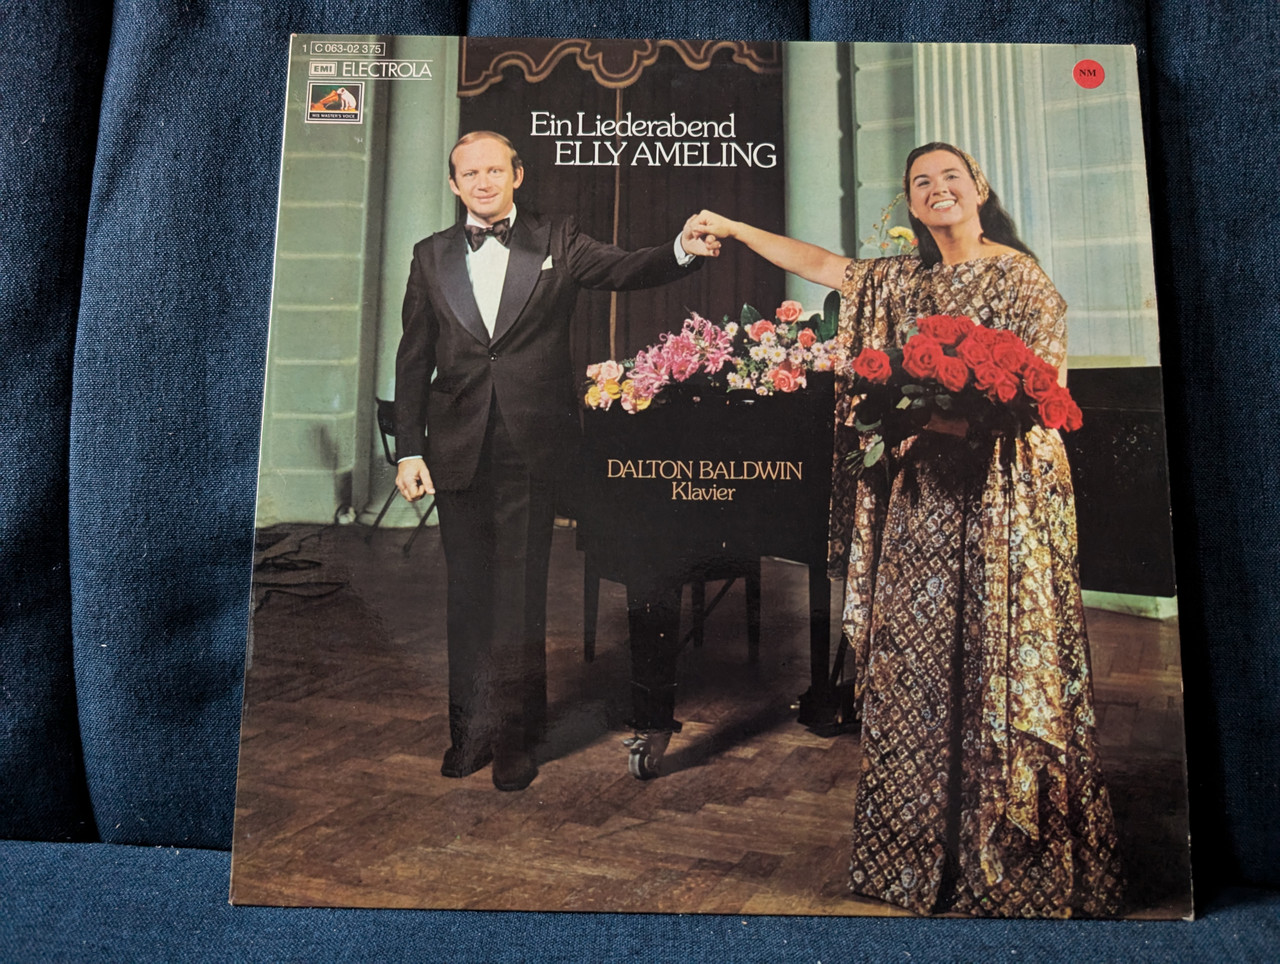 1 C 063-02 375
EMI ELECTROLA
HIS MASTER'S VOICE
NM
Ein Liederabend
ELLY AMELING
DALTON BALDWIN
Klavier